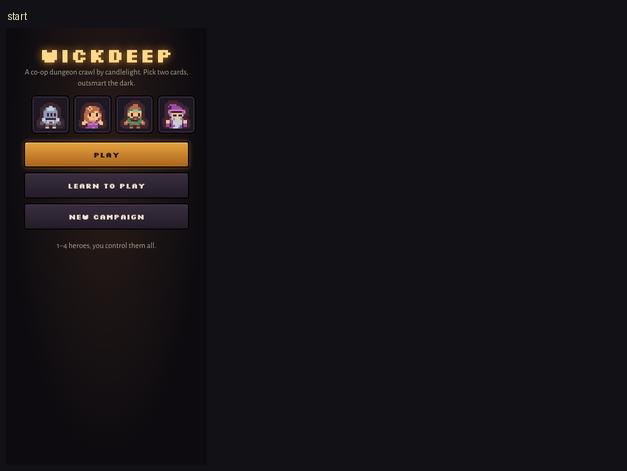 start
WICKDEEP
A co-op dungeon crawl by candlelight. Pick two cards,
outsmart the dark.
PLAY
LEARN TO PLAY
NEW CAMPAIGN
1–4 heroes, you control them all.